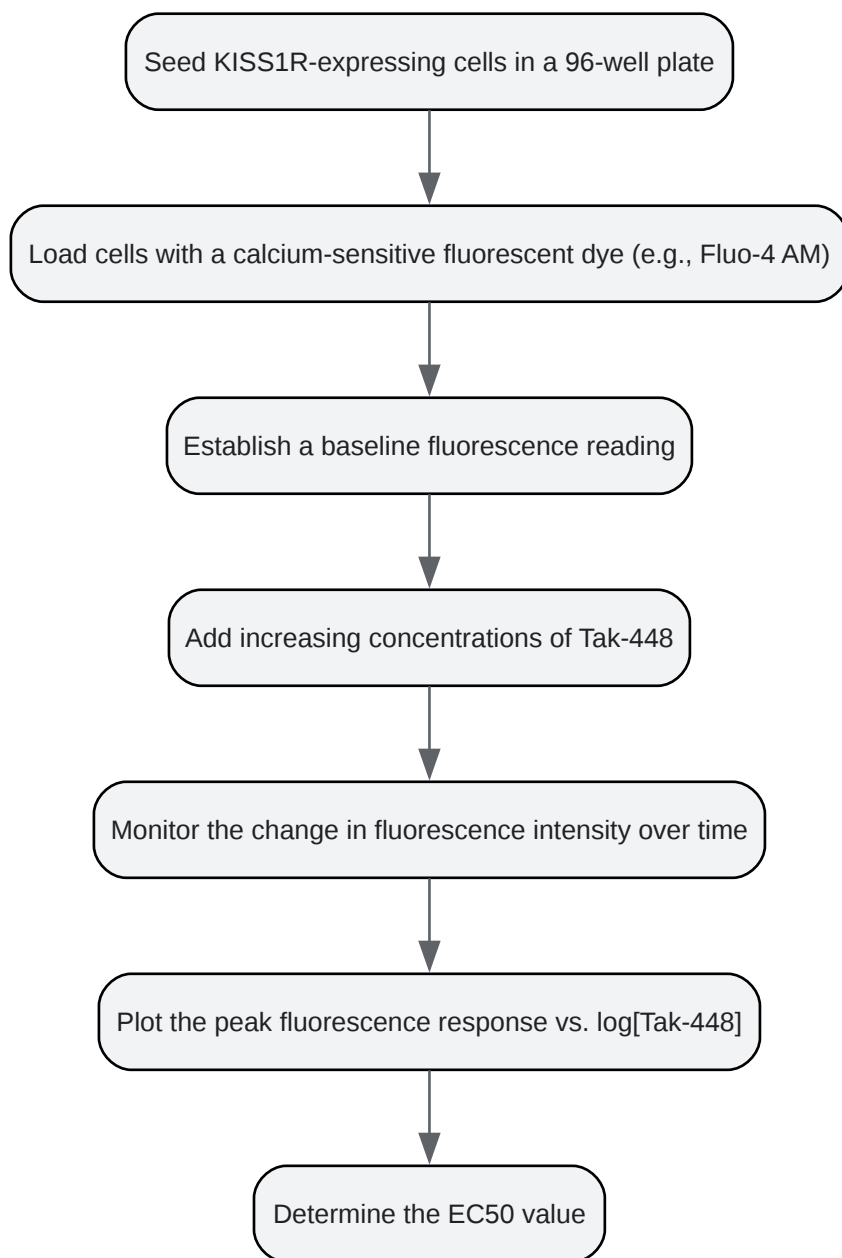 Seed KISS1R-expressing cells in a 96-well plate
Load cells with a calcium-sensitive fluorescent dye (e.g., Fluo-4 AM)
Establish a baseline fluorescence reading
Add increasing concentrations of Tak-448
Monitor the change in fluorescence intensity over time
Plot the peak fluorescence response vs. log[Tak-448]
Determine the EC50 value